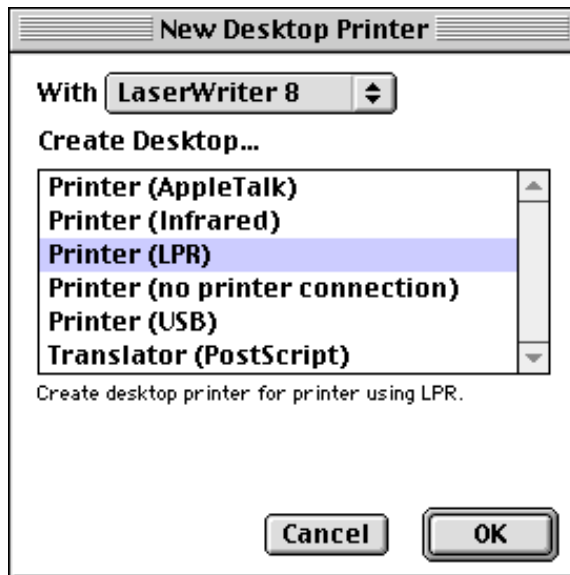 New Desktop Printer
With LaserWriter 8
Create Desktop...
Printer (AppleTalk)
Printer (Infrared)
Printer (LPR)
Printer (no printer connection)
Printer (USB)
Translator (PostScript)
Create desktop printer for printer using LPR.
Cancel OK